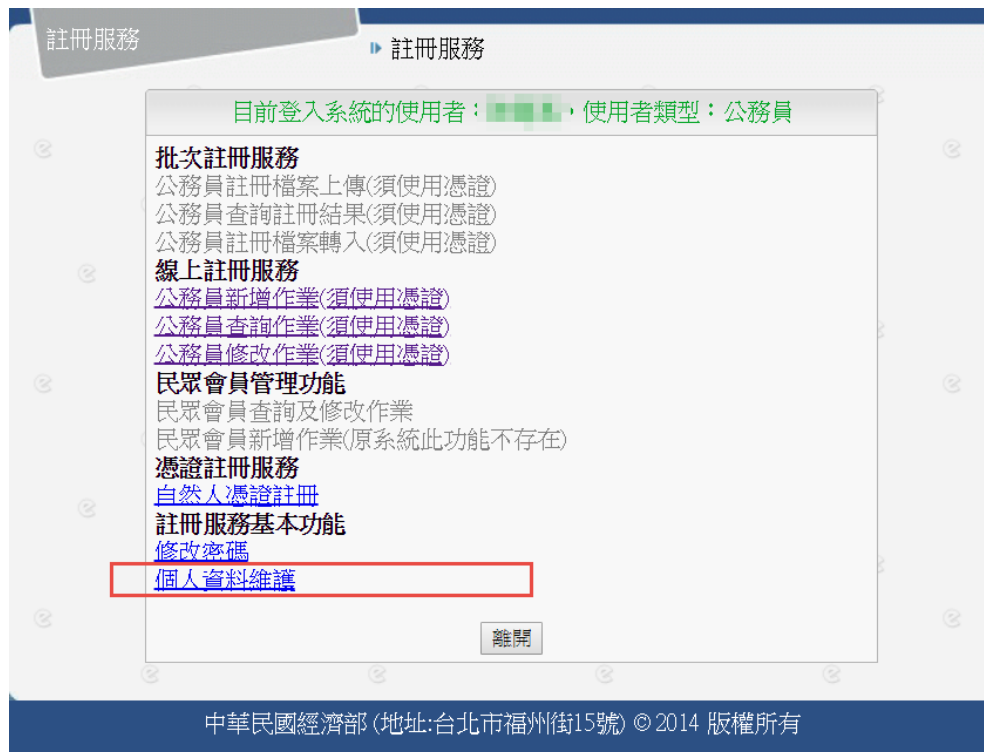 註冊服務
註冊服務
目前登入系統的使用者：，使用者類型：公務員
批次註冊服務
公務員註冊檔案上傳(須使用憑證)
公務員查詢註冊結果(須使用憑證)
公務員註冊檔案轉入(須使用憑證)
線上註冊服務
公務員新增作業(須使用憑證)
公務員查詢作業(須使用憑證)
公務員修改作業(須使用憑證)
民眾會員管理功能
民眾會員查詢及修改作業
民眾會員新增作業(原系統此功能不存在)
憑證註冊服務
自然人憑證註冊
註冊服務基本功能
修改密碼
個人資料維護
離開
中華民國經濟部 (地址:台北市福州街15號) © 2014 版權所有